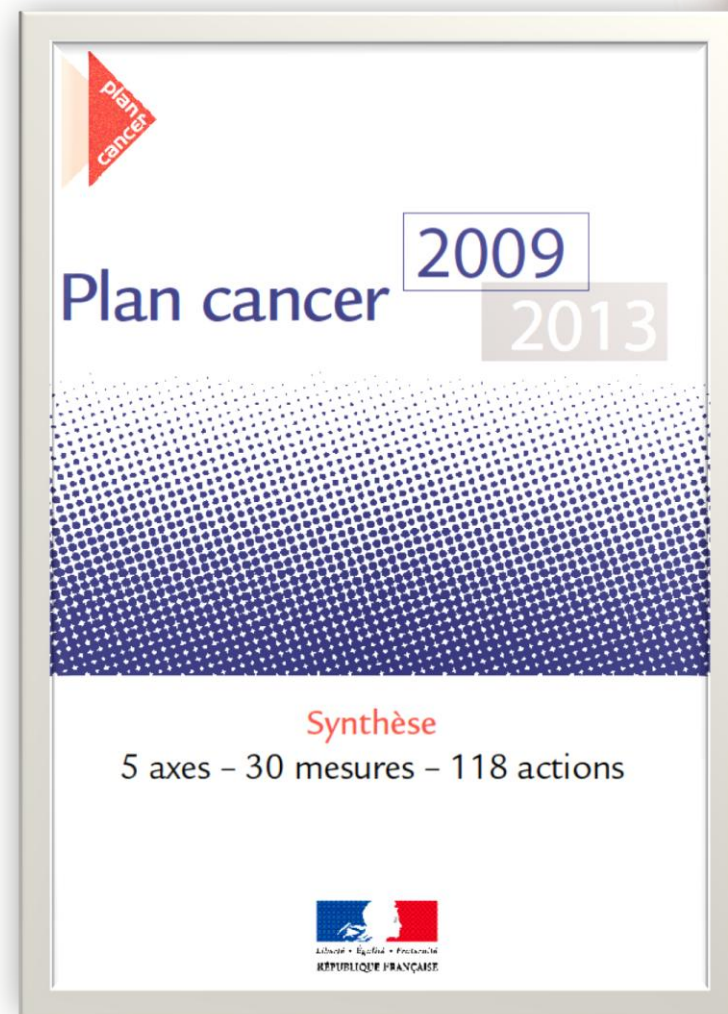 plan
cancer
Plan cancer 2009
2013
Synthèse
5 axes – 30 mesures – 118 actions
Liberté • Égalité • Fraternité
RÉPUBLIQUE FRANÇAISE